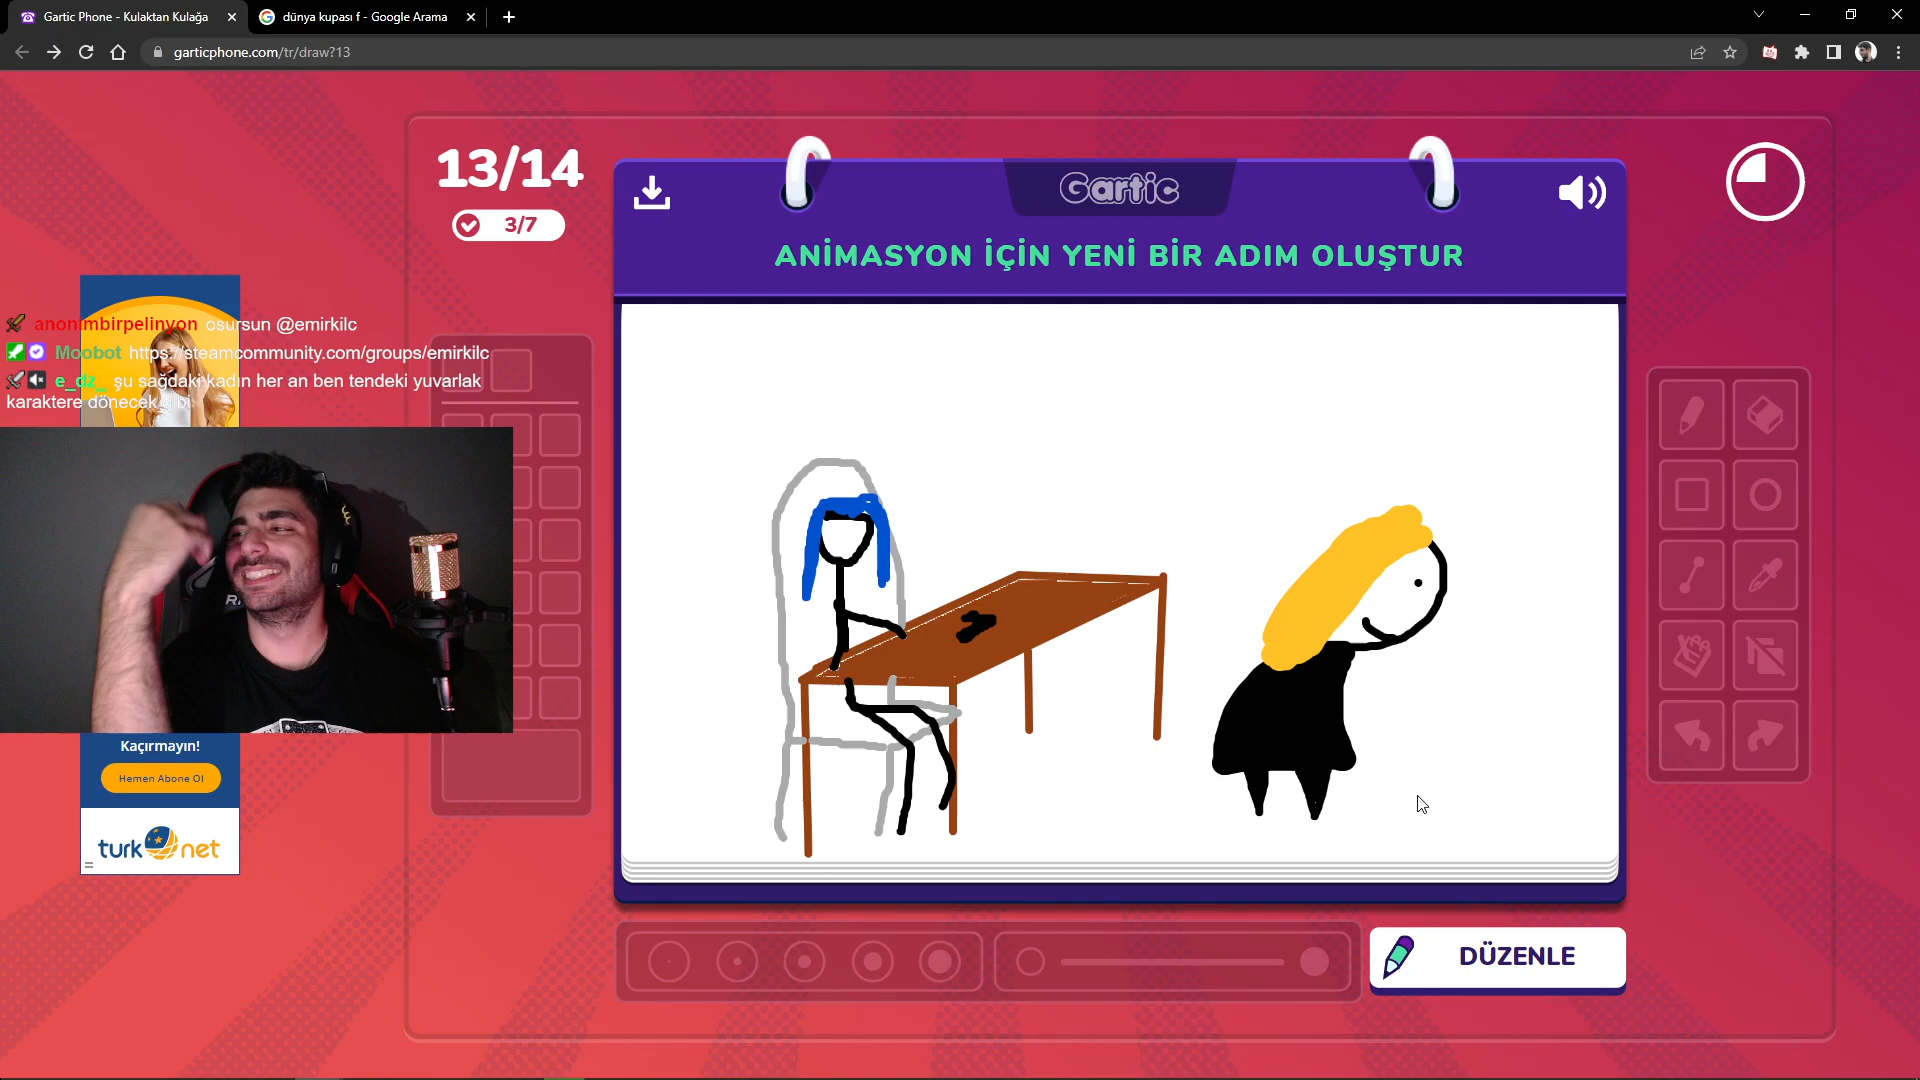 Gartic Phone - Kulaktan Kulağa
dünya kupası f - Google Arama
garticphone.com/tr/draw?13
13/14
3/7
Gartic
ANİMASYON İÇİN YENİ BİR ADIM OLUŞTUR
anonimbirpelinyon osursun @emirkilc
Moobot https://steamcommunity.com/groups/emirkilc
e_dz_ şu sağdaki kadın her an ben tendeki yuvarlak
karaktere dönecek gibi
Kaçırmayın!
Hemen Abone Ol
turknet
DÜZENLE